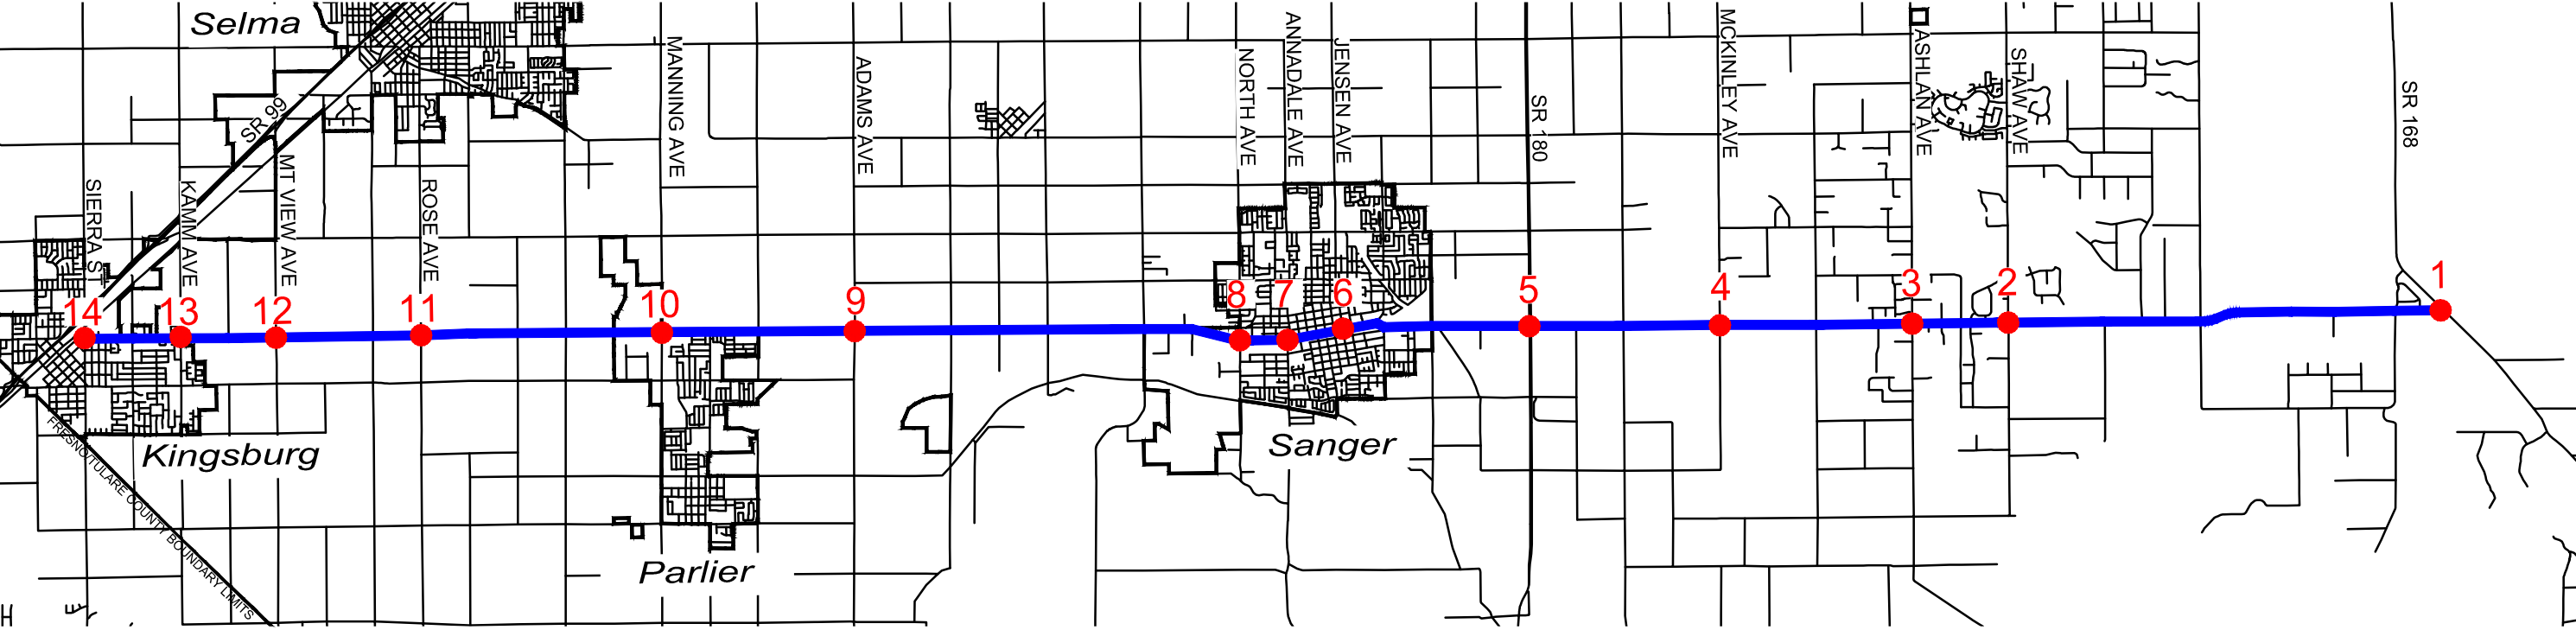 Selma
SR 99
SIERRA ST
KAMM AVE
MT VIEW AVE
ROSE AVE
MANNING AVE
ADAMS AVE
NORTH AVE
ANNADALE AVE
JENSEN AVE
SR 180
MCKINLEY AVE
ASHLAN AVE
SHAW AVE
SR 168
14
13
12
11
10
9
8
7
6
5
4
3
2
1
Kingsburg
Sanger
Parlier
FRESNO/TULARE COUNTY BOUNDARY LIMITS